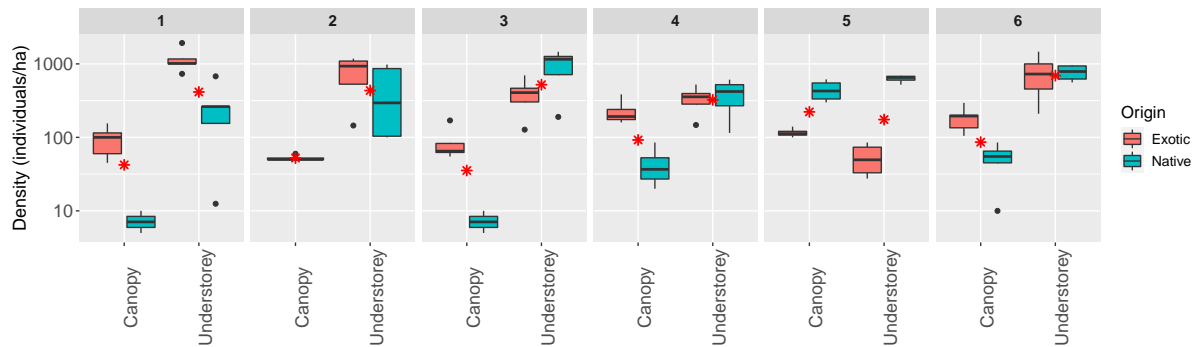 1 2 3 4 5 6
Density (individuals/ha)
1000
100
10
Canopy Understorey Canopy Understorey Canopy Understorey Canopy Understorey Canopy Understorey Canopy Understorey
Origin
Exotic
Native